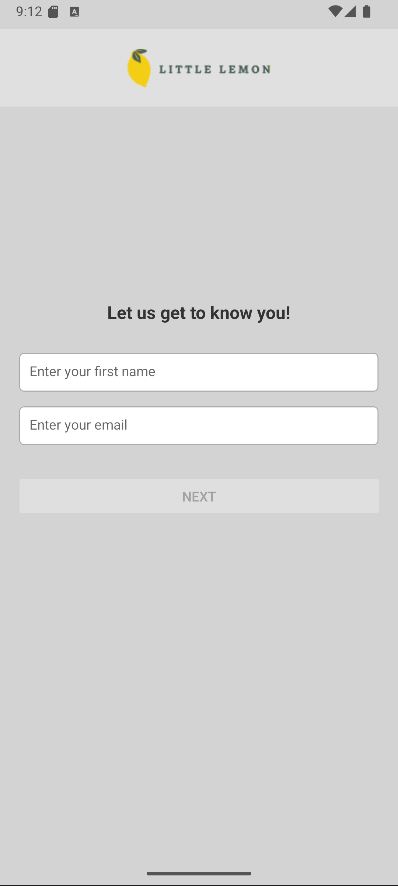 9:12
A
LITTLE LEMON
Let us get to know you!
Enter your first name
Enter your email
NEXT